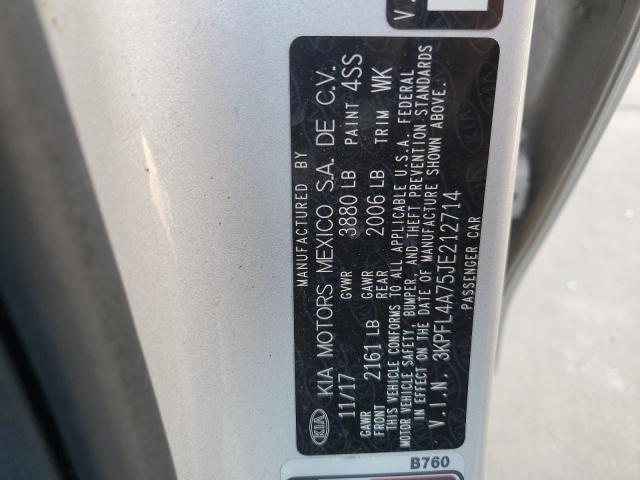 MANUFACTURED BY
KIA KIA MOTORS MEXICO S.A. DE C.V.
11/17 GVWR 3880 LB PAINT 4SS
GAWR FRONT 2161 LB GAWR REAR 2006 LB TRIM WK
THIS VEHICLE CONFORMS TO ALL APPLICABLE U.S.A. FEDERAL
MOTOR VEHICLE SAFETY, BUMPER, AND THEFT PREVENTION STANDARDS
IN EFFECT ON THE DATE OF MANUFACTURE SHOWN ABOVE.
V.I.N. 3KPFL4A75JE212714
PASSENGER CAR
B760